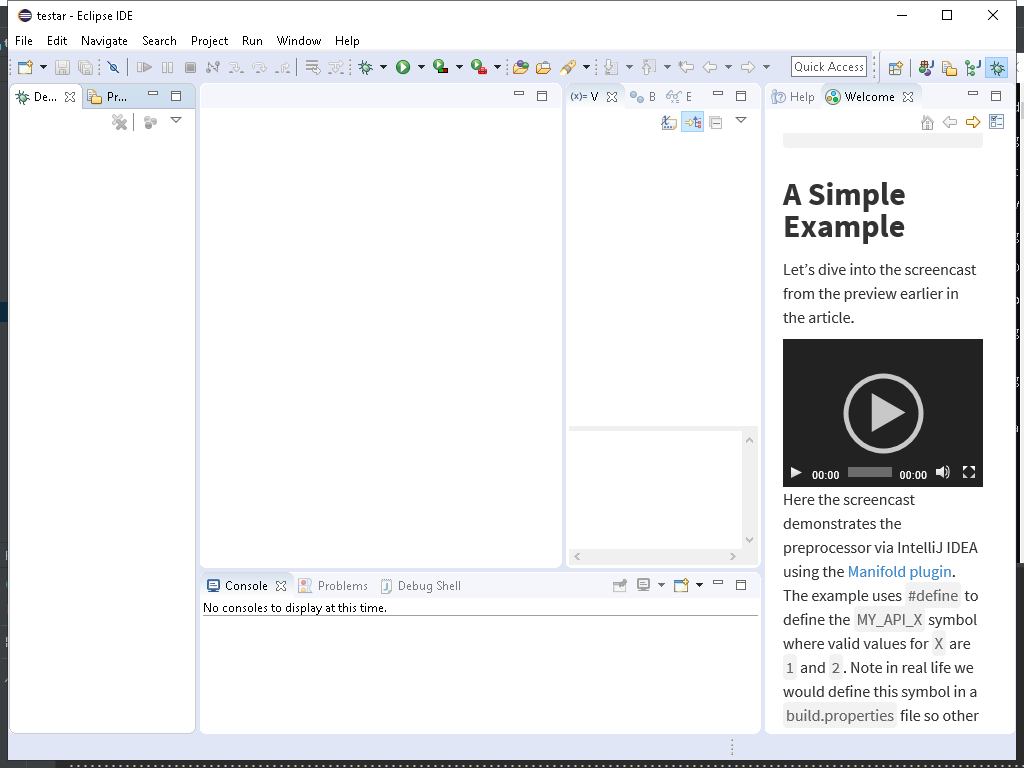 testar - Eclipse IDE
File Edit Navigate Search Project Run Window Help
Quick Access
De... Pr... (x)= V B E Help Welcome
A Simple
Example
Let's dive into the screencast
from the preview earlier in
the article.
00:00 00:00
Here the screencast
demonstrates the
preprocessor via IntelliJ IDEA
using the Manifold plugin.
The example uses #define to
define the MY_API_X symbol
where valid values for X are
1 and 2. Note in real life we
would define this symbol in a
build.properties file so other
Console Problems Debug Shell
No consoles to display at this time.